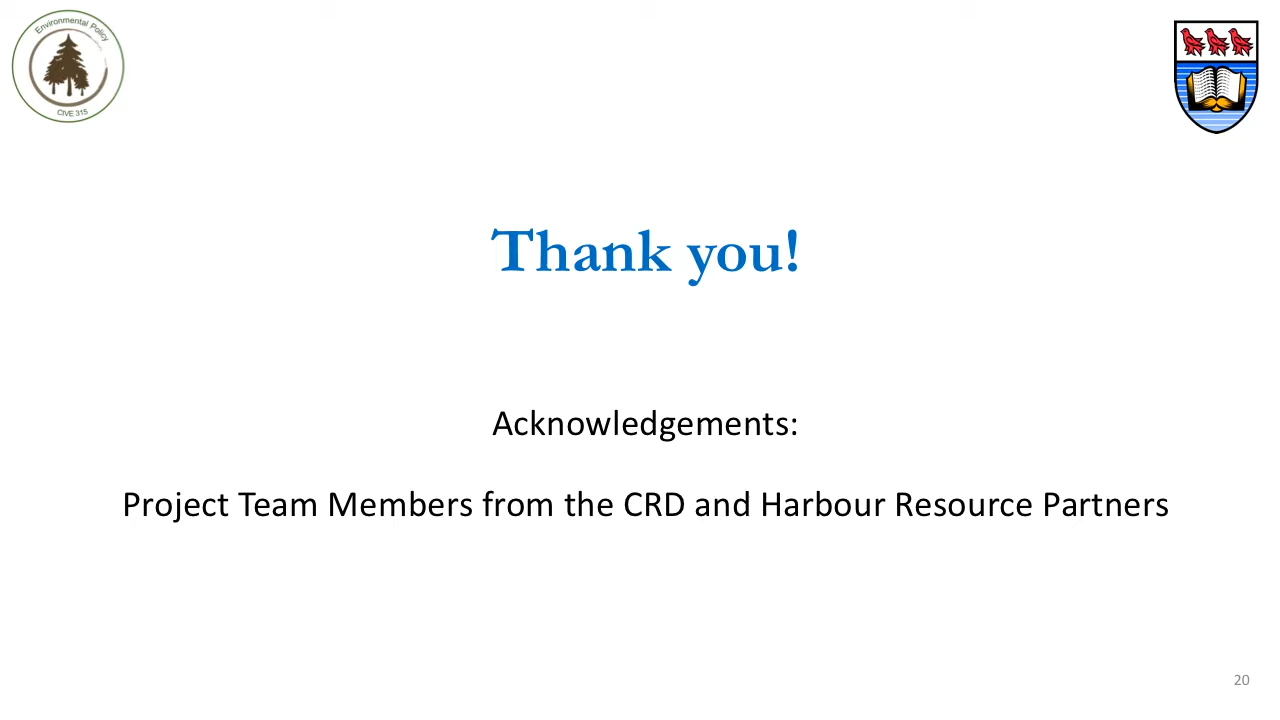 Environmental Policy
CIVE 315
Thank you!
Acknowledgements:
Project Team Members from the CRD and Harbour Resource Partners
20